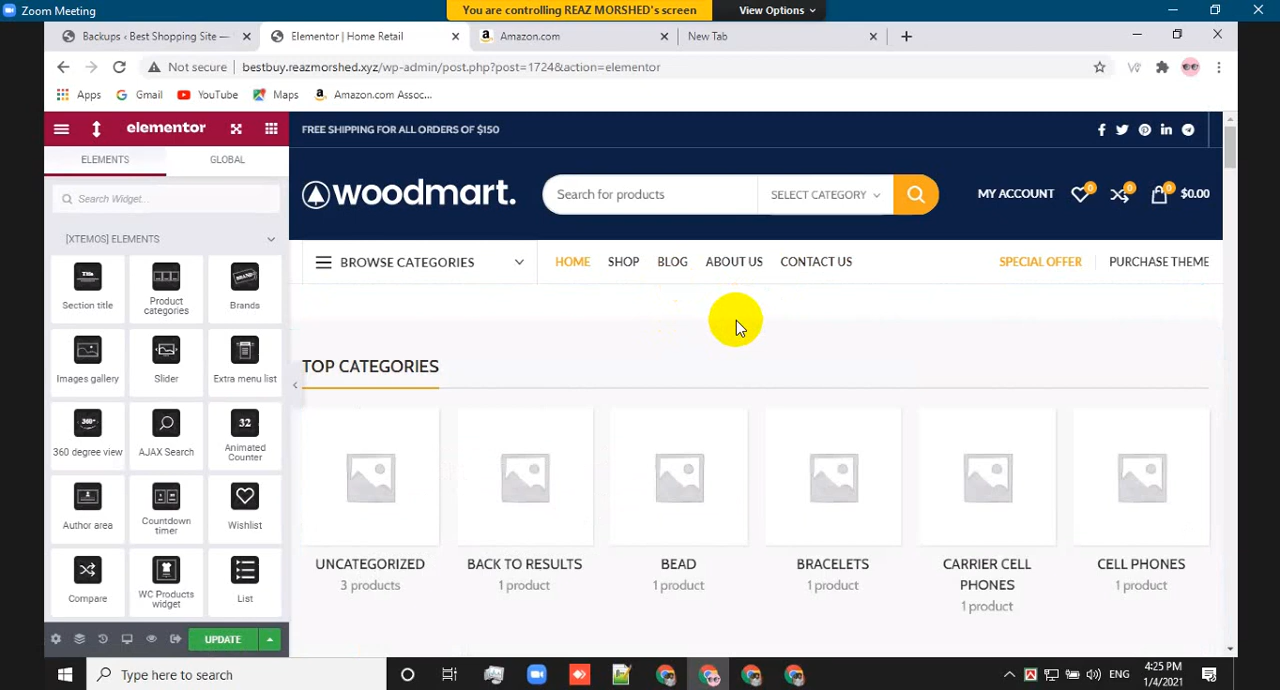 Zoom Meeting
You are controlling REAZ MORSHED's screen
View Options
Backups ‹ Best Shopping Site —
Elementor | Home Retail
Amazon.com
New Tab
Not secure
bestbuy.reazmorshed.xyz/wp-admin/post.php?post=1724&action=elementor
Apps
Gmail
YouTube
Maps
Amazon.com Assoc...
elementor
FREE SHIPPING FOR ALL ORDERS OF $150
ELEMENTS
GLOBAL
Search Widget...
woodmart.
Search for products
SELECT CATEGORY
MY ACCOUNT
0
0
0
$0.00
[XTEMOS] ELEMENTS
BROWSE CATEGORIES
HOME
SHOP
BLOG
ABOUT US
CONTACT US
SPECIAL OFFER
PURCHASE THEME
Title
Section title
Product
categories
BRAND
Brands
Images gallery
Slider
Extra menu list
360°
360 degree view
AJAX Search
32
Animated
Counter
Author area
Countdown
timer
Wishlist
Compare
WC Products
widget
List
UPDATE
TOP CATEGORIES
UNCATEGORIZED
3 products
BACK TO RESULTS
1 product
BEAD
1 product
BRACELETS
1 product
CARRIER CELL
PHONES
1 product
CELL PHONES
1 product
Type here to search
ENG
4:25 PM
1/4/2021